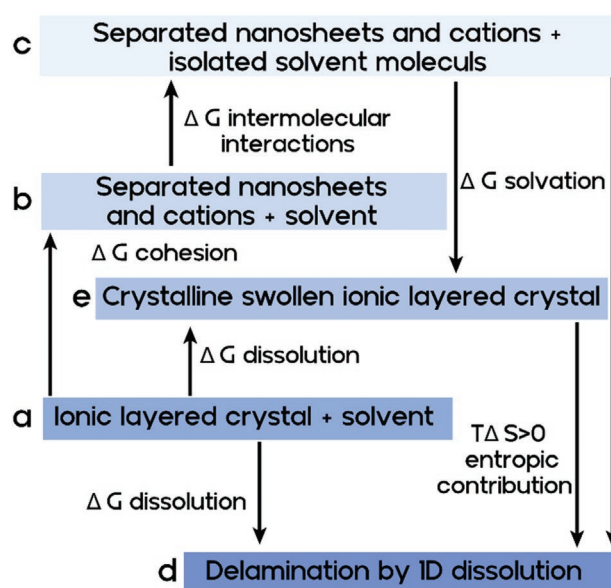 c
Separated nanosheets and cations +
isolated solvent moleculs
Δ G intermolecular
interactions
Δ G solvation
b
Separated nanosheets
and cations + solvent
Δ G cohesion
e
Crystalline swollen ionic layered crystal
Δ G dissolution
a
Ionic layered crystal + solvent
TΔ S>0
entropic
contribution
Δ G dissolution
d
Delamination by 1D dissolution